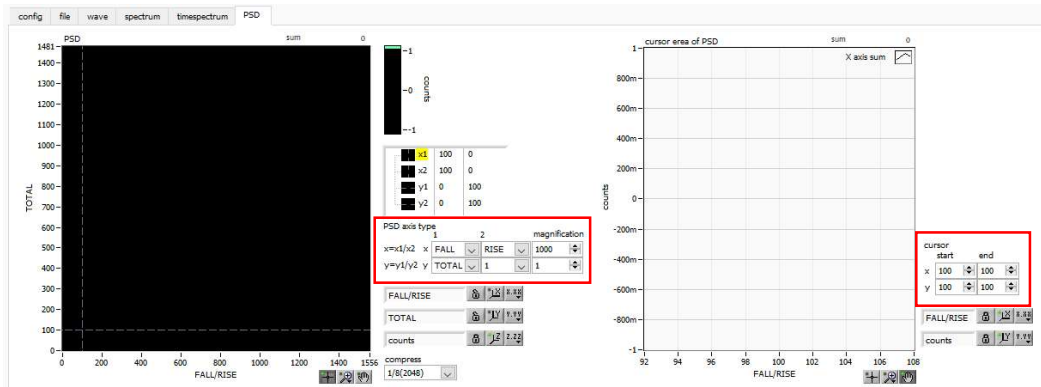 config file wave spectrum timespectrum PSD
PSD sum 0
1481
1400
1300
1200
1100
1000
900
800
700
600
500
400
300
200
100
0
TOTAL
0 200 400 600 800 1000 1200 1400 1556
FALL/RISE
1
0
-1
counts
x1 100 0
x2 100 0
y1 0 100
y2 0 100
PSD axis type
1 2 magnification
x=x1/x2 x FALL RISE 1000
y=y1/y2 y TOTAL 1 1
FALL/RISE
TOTAL
counts
compress
1/8(2048)
cursor erea of PSD sum 0
X axis sum
1
800m
600m
400m
200m
0
-200m
-400m
-600m
-800m
-1
counts
92 94 96 98 100 102 104 106 108
FALL/RISE
cursor
start end
x 100 100
y 100 100
FALL/RISE
counts